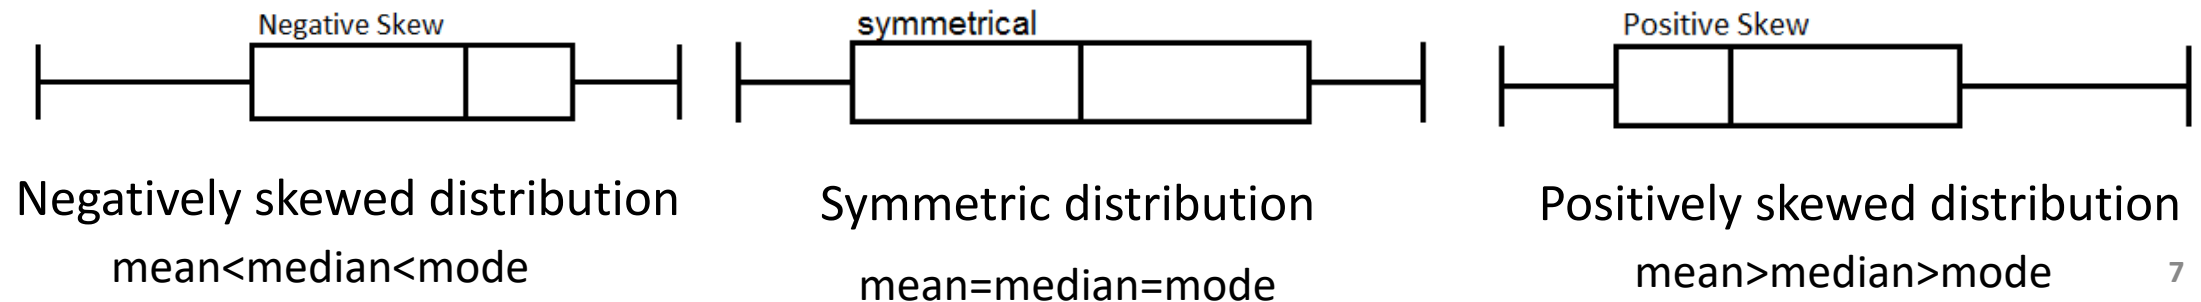 Negative Skew
symmetrical
Positive Skew
Negatively skewed distribution
mean<median<mode
Symmetric distribution
mean=median=mode
Positively skewed distribution
mean>median>mode
7